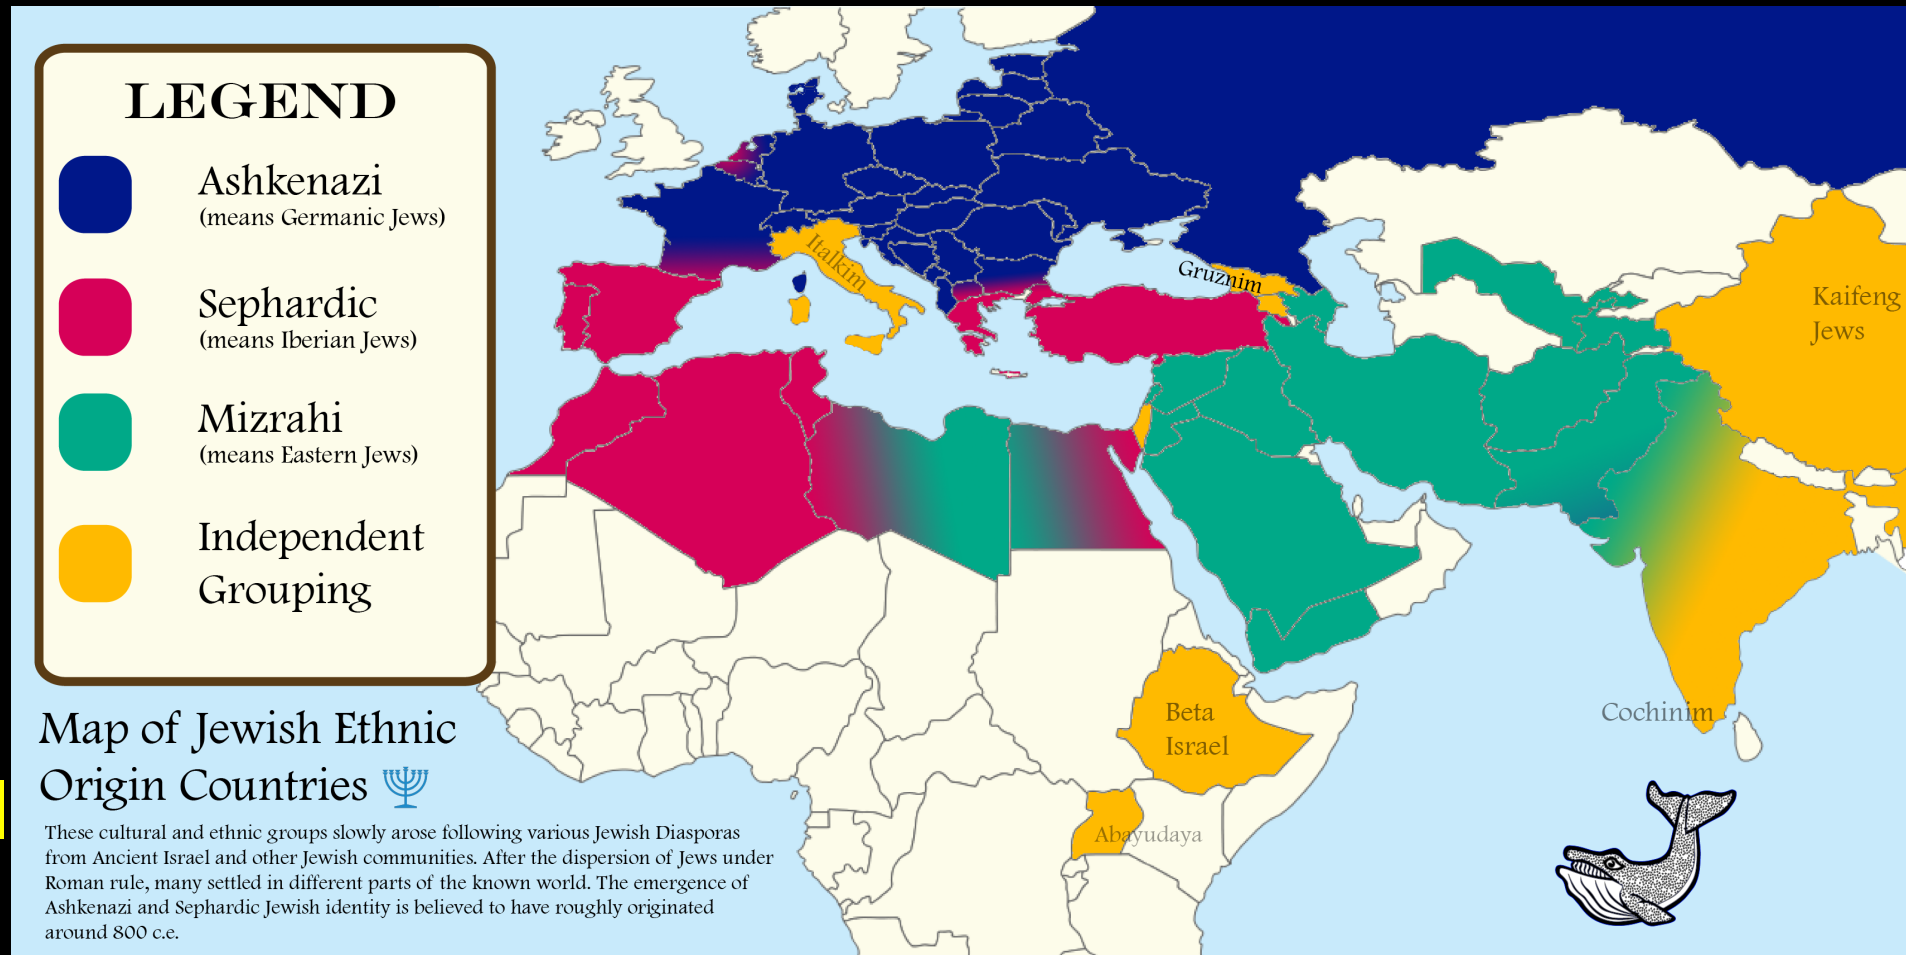 LEGEND
Ashkenazi
(means Germanic Jews)
Sephardic
(means Iberian Jews)
Mizrahi
(means Eastern Jews)
Independent
Grouping
Map of Jewish Ethnic
Origin Countries
These cultural and ethnic groups slowly arose following various Jewish Diasporas
from Ancient Israel and other Jewish communities. After the dispersion of Jews under
Roman rule, many settled in different parts of the known world. The emergence of
Ashkenazi and Sephardic Jewish identity is believed to have roughly originated
around 800 c.e.
Italkim
Gruznim
Kaifeng
Jews
Cochinim
Beta
Israel
Abayudaya